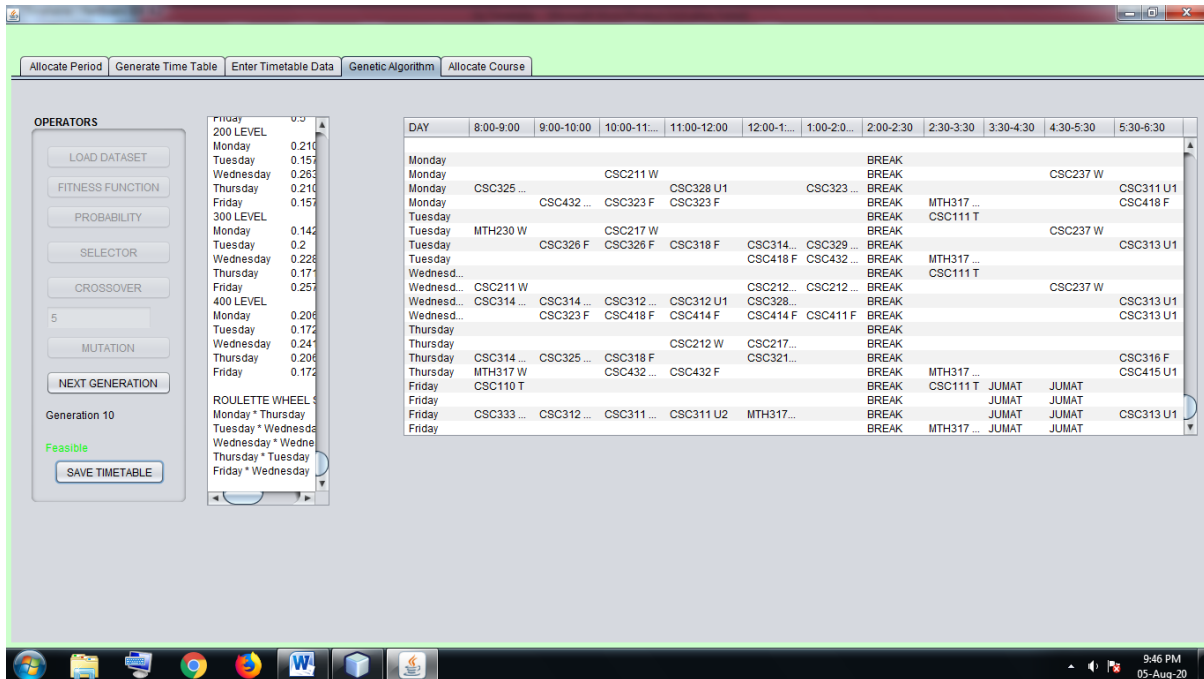 Allocate Period Generate Time Table Enter Timetable Data Genetic Algorithm Allocate Course
OPERATORS
LOAD DATASET
FITNESS FUNCTION
PROBABILITY
SELECTOR
CROSSOVER
5
MUTATION
NEXT GENERATION
Generation 10
Feasible
SAVE TIMETABLE
Friday 0.5
200 LEVEL
Monday 0.210
Tuesday 0.157
Wednesday 0.263
Thursday 0.210
Friday 0.157
300 LEVEL
Monday 0.142
Tuesday 0.2
Wednesday 0.228
Thursday 0.171
Friday 0.257
400 LEVEL
Monday 0.206
Tuesday 0.172
Wednesday 0.241
Thursday 0.206
Friday 0.172
ROULETTE WHEEL
Monday * Thursday
Tuesday * Wednesda
Wednesday * Wedne
Thursday * Tuesday
Friday * Wednesday
DAY 8:00-9:00 9:00-10:00 10:00-11:... 11:00-12:00 12:00-1:... 1:00-2:0... 2:00-2:30 2:30-3:30 3:30-4:30 4:30-5:30 5:30-6:30
Monday BREAK
Monday CSC211 W BREAK CSC237 W
Monday CSC325 ... CSC328 U1 CSC323 ... BREAK CSC311 U1
Monday CSC432 ... CSC323 F CSC323 F BREAK MTH317 ... CSC418 F
Tuesday BREAK CSC111 T
Tuesday MTH230 W CSC217 W BREAK CSC237 W
Tuesday CSC326 F CSC326 F CSC318 F CSC314... CSC329 ... BREAK CSC313 U1
Tuesday CSC418 F CSC432 ... BREAK MTH317 ...
Wednesd... BREAK CSC111 T
Wednesd... CSC211 W CSC212... CSC212 ... BREAK CSC237 W
Wednesd... CSC314 ... CSC314 ... CSC312 ... CSC312 U1 CSC328... BREAK CSC313 U1
Wednesd... CSC323 F CSC418 F CSC414 F CSC414 F CSC411 F BREAK CSC313 U1
Thursday BREAK
Thursday CSC212 W CSC217... BREAK
Thursday CSC314 ... CSC325 ... CSC318 F CSC321... BREAK CSC316 F
Thursday MTH317 W CSC432 ... CSC432 F BREAK MTH317 ... CSC415 U1
Friday CSC110 T BREAK CSC111 T JUMAT JUMAT
Friday BREAK JUMAT JUMAT
Friday CSC333 ... CSC312 ... CSC311 ... CSC311 U2 MTH317... BREAK JUMAT JUMAT CSC313 U1
Friday BREAK MTH317 ... JUMAT JUMAT
9:46 PM
05-Aug-20